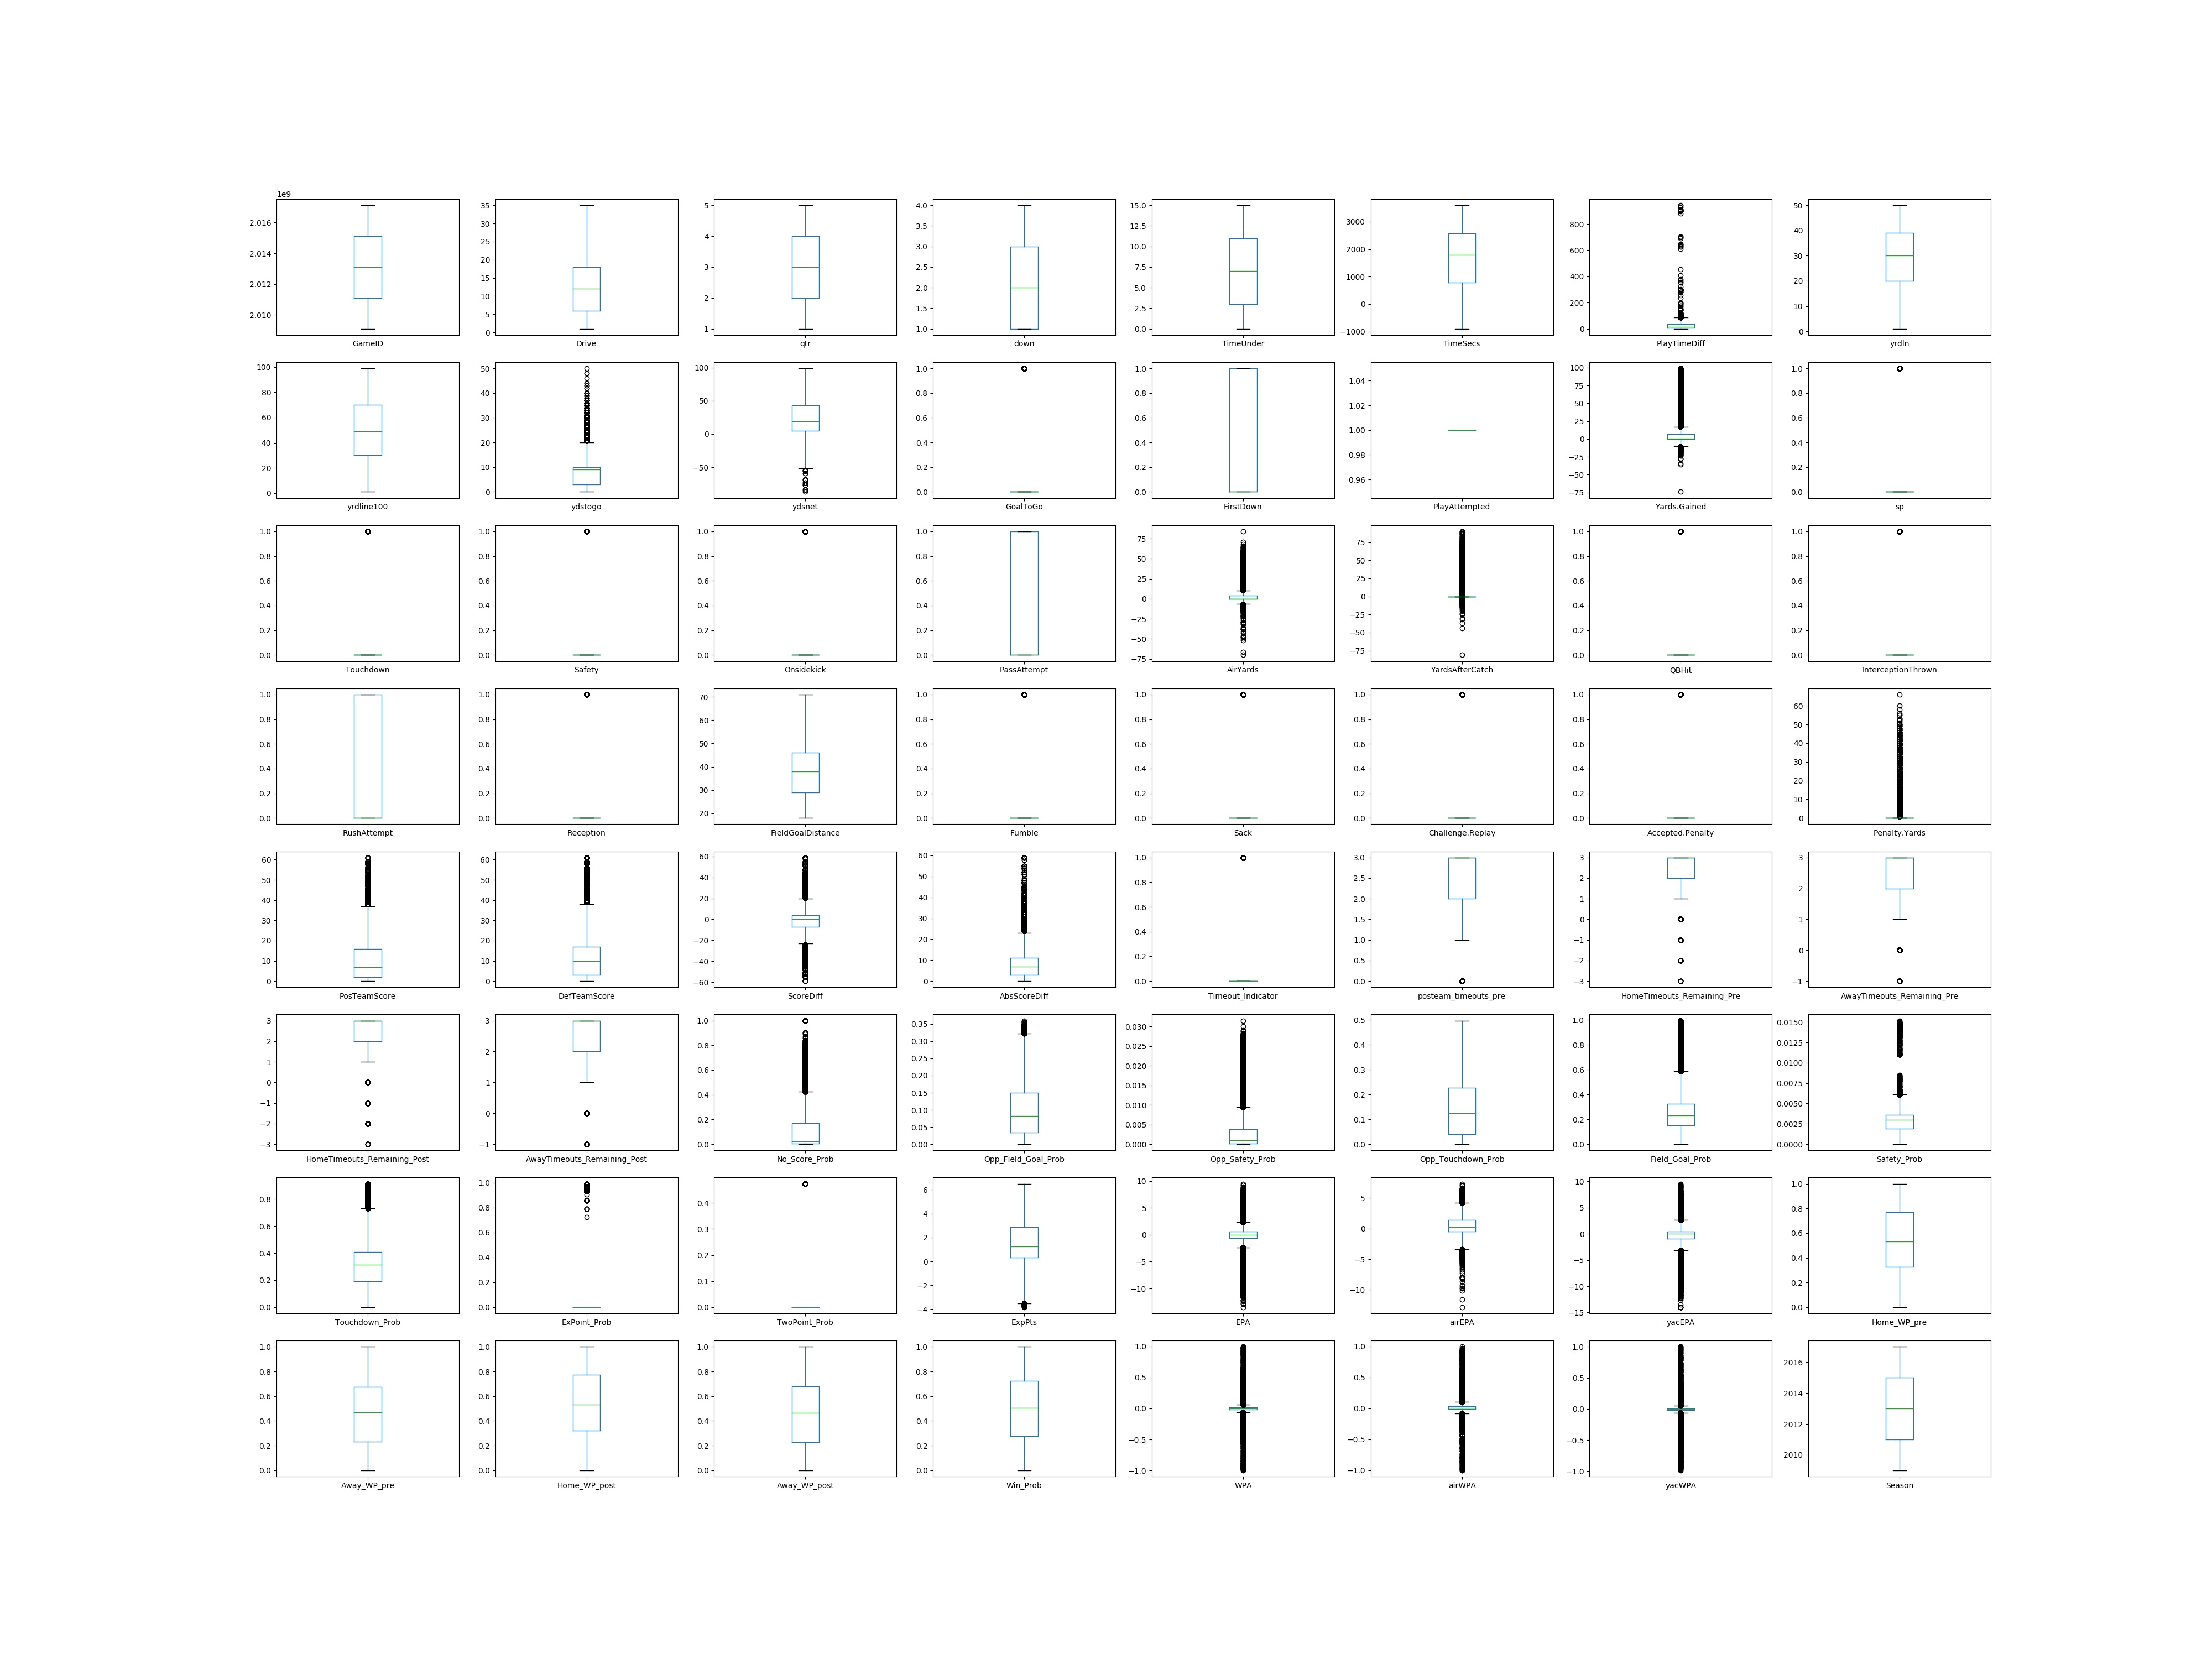 1e9
2.016 2.014 2.012 2.010
35 30 25 20 15 10 5 0
5 4 3 2 1
4.0 3.5 3.0 2.5 2.0 1.5 1.0
15.0 12.5 10.0 7.5 5.0 2.5 0.0
3000 2000 1000 0 −1000
800 600 400 200 0
50 40 30 20 10 0
GameID Drive qtr down TimeUnder TimeSecs PlayTimeDiff yrdln
100 80 60 40 20 0
50 40 30 20 10 0
100 50 0 −50
1.0 0.8 0.6 0.4 0.2 0.0
1.0 0.8 0.6 0.4 0.2 0.0
1.04 1.02 1.00 0.98 0.96
100 75 50 25 0 −25 −50 −75
1.0 0.8 0.6 0.4 0.2 0.0
yrdline100 ydstogo ydsnet GoalToGo FirstDown PlayAttempted Yards.Gained sp
1.0 0.8 0.6 0.4 0.2 0.0
1.0 0.8 0.6 0.4 0.2 0.0
1.0 0.8 0.6 0.4 0.2 0.0
1.0 0.8 0.6 0.4 0.2 0.0
75 50 25 0 −25 −50 −75
75 50 25 0 −25 −50 −75
1.0 0.8 0.6 0.4 0.2 0.0
1.0 0.8 0.6 0.4 0.2 0.0
Touchdown Safety Onsidekick PassAttempt AirYards YardsAfterCatch QBHit InterceptionThrown
1.0 0.8 0.6 0.4 0.2 0.0
1.0 0.8 0.6 0.4 0.2 0.0
70 60 50 40 30 20
1.0 0.8 0.6 0.4 0.2 0.0
1.0 0.8 0.6 0.4 0.2 0.0
1.0 0.8 0.6 0.4 0.2 0.0
1.0 0.8 0.6 0.4 0.2 0.0
60 50 40 30 20 10 0
RushAttempt Reception FieldGoalDistance Fumble Sack Challenge.Replay Accepted.Penalty Penalty.Yards
60 50 40 30 20 10 0
60 50 40 30 20 10 0
60 40 20 0 −20 −40 −60
60 50 40 30 20 10 0
1.0 0.8 0.6 0.4 0.2 0.0
3.0 2.5 2.0 1.5 1.0 0.5 0.0
3 2 1 0 −1 −2 −3
3 2 1 0 −1
PosTeamScore DefTeamScore ScoreDiff AbsScoreDiff Timeout_Indicator posteam_timeouts_pre HomeTimeouts_Remaining_Pre AwayTimeouts_Remaining_Pre
3 2 1 0 −1 −2 −3
3 2 1 0 −1
1.0 0.8 0.6 0.4 0.2 0.0
0.35 0.30 0.25 0.20 0.15 0.10 0.05 0.00
0.030 0.025 0.020 0.015 0.010 0.005 0.000
0.5 0.4 0.3 0.2 0.1 0.0
1.0 0.8 0.6 0.4 0.2 0.0
0.0150 0.0125 0.0100 0.0075 0.0050 0.0025 0.0000
HomeTimeouts_Remaining_Post AwayTimeouts_Remaining_Post No_Score_Prob Opp_Field_Goal_Prob Opp_Safety_Prob Opp_Touchdown_Prob Field_Goal_Prob Safety_Prob
0.8 0.6 0.4 0.2 0.0
1.0 0.8 0.6 0.4 0.2 0.0
0.4 0.3 0.2 0.1 0.0
6 4 2 0 −2 −4
10 5 0 −5 −10
5 0 −5 −10
10 5 0 −5 −10 −15
1.0 0.8 0.6 0.4 0.2 0.0
Touchdown_Prob ExPoint_Prob TwoPoint_Prob ExpPts EPA airEPA yacEPA Home_WP_pre
1.0 0.8 0.6 0.4 0.2 0.0
1.0 0.8 0.6 0.4 0.2 0.0
1.0 0.8 0.6 0.4 0.2 0.0
1.0 0.8 0.6 0.4 0.2 0.0
1.0 0.5 0.0 −0.5 −1.0
1.0 0.5 0.0 −0.5 −1.0
1.0 0.5 0.0 −0.5 −1.0
2016 2014 2012 2010
Away_WP_pre Home_WP_post Away_WP_post Win_Prob WPA airWPA yacWPA Season